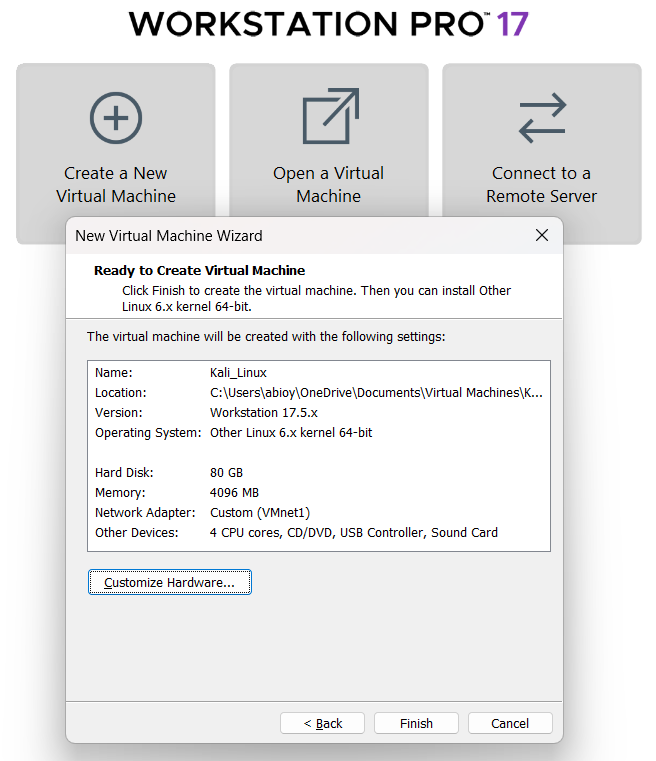 WORKSTATION PRO™ 17
Create a New
Virtual Machine
Open a Virtual
Machine
Connect to a
Remote Server
New Virtual Machine Wizard
Ready to Create Virtual Machine
Click Finish to create the virtual machine. Then you can install Other
Linux 6.x kernel 64-bit.
The virtual machine will be created with the following settings:
Name: Kali_Linux
Location: C:\Users\abioy\OneDrive\Documents\Virtual Machines\K...
Version: Workstation 17.5.x
Operating System: Other Linux 6.x kernel 64-bit
Hard Disk: 80 GB
Memory: 4096 MB
Network Adapter: Custom (VMnet1)
Other Devices: 4 CPU cores, CD/DVD, USB Controller, Sound Card
Customize Hardware...
< Back Finish Cancel